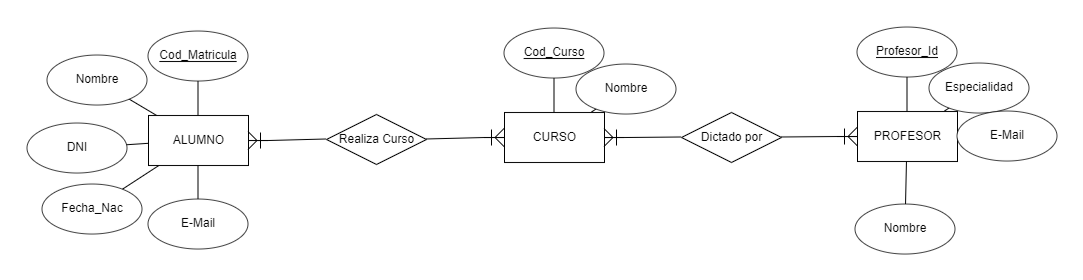 Cod_Matricula
Nombre
DNI
ALUMNO
Fecha_Nac
E-Mail
Realiza Curso
Cod_Curso
Nombre
CURSO
Dictado por
Profesor_Id
Especialidad
PROFESOR
E-Mail
Nombre